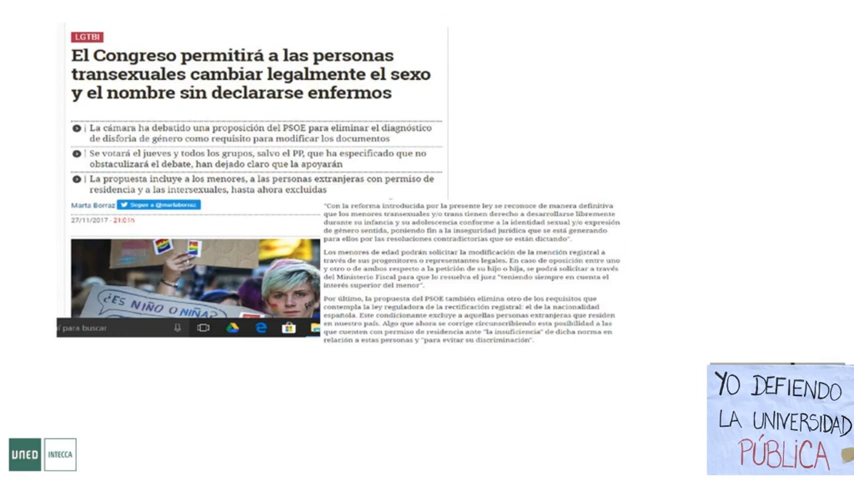 LGTBI
El Congreso permitirá a las personas
transexuales cambiar legalmente el sexo
y el nombre sin declararse enfermos
La cámara ha debatido una proposición del PSOE para eliminar el diagnóstico
de disforia de género como requisito para modificar los documentos
Se votará el jueves y todos los grupos, salvo el PP, que ha especificado que no
obstaculizará el debate, han dejado claro que la apoyarán
La propuesta incluye a los menores, a las personas extranjeras con permiso de
residencia y a las intersexuales, hasta ahora excluidas
Marta Borraz Seguir a @martaborraz
27/11/2017 - 21:01h
"Con la reforma introducida por la presente ley se reconoce de manera definitiva
que los menores transexuales y/o trans tienen derecho a desarrollarse libremente
durante su infancia y su adolescencia conforme a la identidad sexual y/o expresión
de género sentida, poniendo fin a la inseguridad jurídica que se está generando
para ellos por las resoluciones contradictorias que se están dictando".
Los menores de edad podrán solicitar la modificación de la mención registral a
través de sus progenitores o representantes legales. En caso de oposición entre uno
y otro o de ambos respecto a la petición de su hijo o hija, se podrá solicitar a través
del Ministerio Fiscal para que lo resuelva el juez "teniendo siempre en cuenta el
interés superior del menor".
Por último, la propuesta del PSOE también elimina otro de los requisitos que
contempla la ley reguladora de la rectificación registral: el de la nacionalidad
española. Este condicionante excluye a aquellas personas extranjeras que residen
en nuestro país. Algo que ahora se corrige circunscribiendo esta posibilidad a las
que cuenten con permiso de residencia ante "la insuficiencia" de dicha norma en
relación a estas personas y "para evitar su discriminación".
¿ES NIÑO O NIÑA?
para buscar
YO DEFIENDO
LA UNIVERSIDAD
PÚBLICA
UNED INTECCA